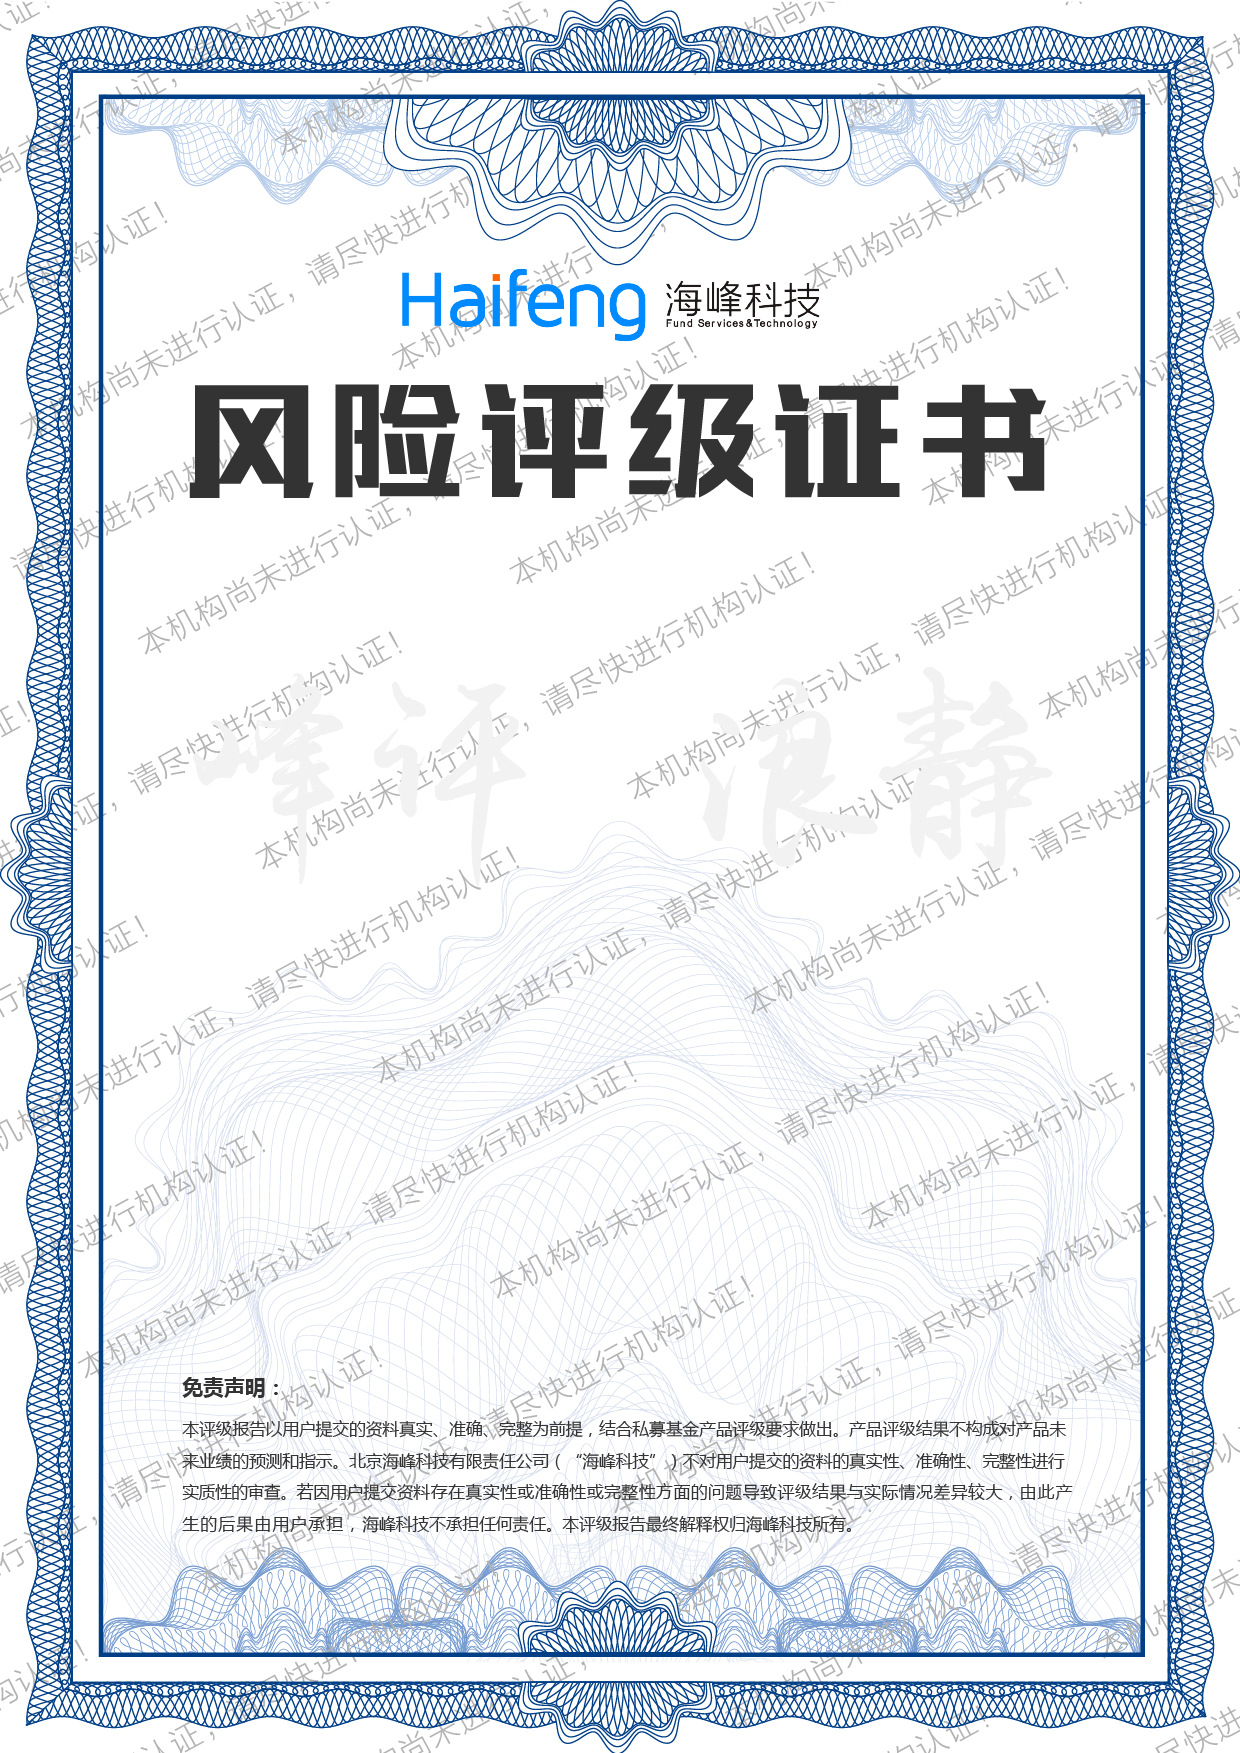 Haifeng 海峰科技
Fund Services&Technology
风险评级证书
峰评 浪静
本机构尚未进行认证，请尽快进行机构认证！
免责声明：
本评级报告以用户提交的资料真实、准确、完整为前提，结合私募基金产品评级要求做出。产品评级结果不构成对产品未
来业绩的预测和指示。北京海峰科技有限责任公司（“海峰科技”）不对用户提交的资料的真实性、准确性、完整性进行
实质性的审查。若因用户提交资料存在真实性或准确性或完整性方面的问题导致评级结果与实际情况差异较大，由此产
生的后果由用户承担，海峰科技不承担任何责任。本评级报告最终解释权归海峰科技所有。